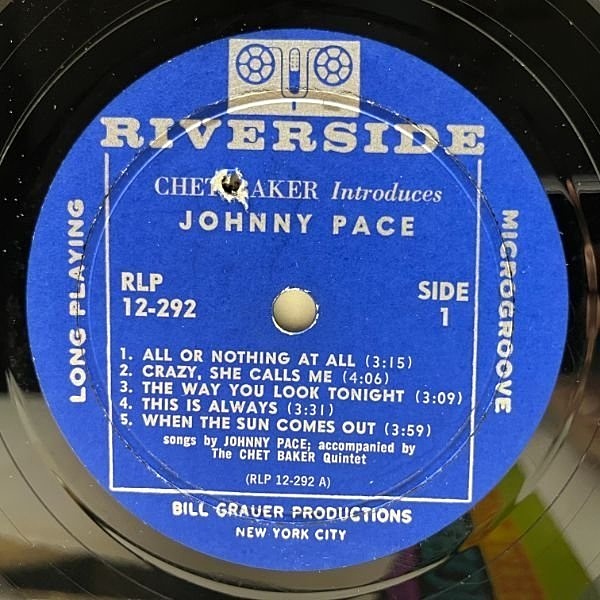 RIVERSIDE
CHET BAKER Introduces
JOHNNY PACE
LONG PLAYING
MICROGROOVE
RLP
12-292
SIDE
1
1. ALL OR NOTHING AT ALL (3:15)
2. CRAZY, SHE CALLS ME (4:06)
3. THE WAY YOU LOOK TONIGHT (3:09)
4. THIS IS ALWAYS (3:31)
5. WHEN THE SUN COMES OUT (3:59)
songs by JOHNNY PACE; accompanied by
The CHET BAKER Quintet
(RLP 12-292 A)
BILL GRAUER PRODUCTIONS
NEW YORK CITY